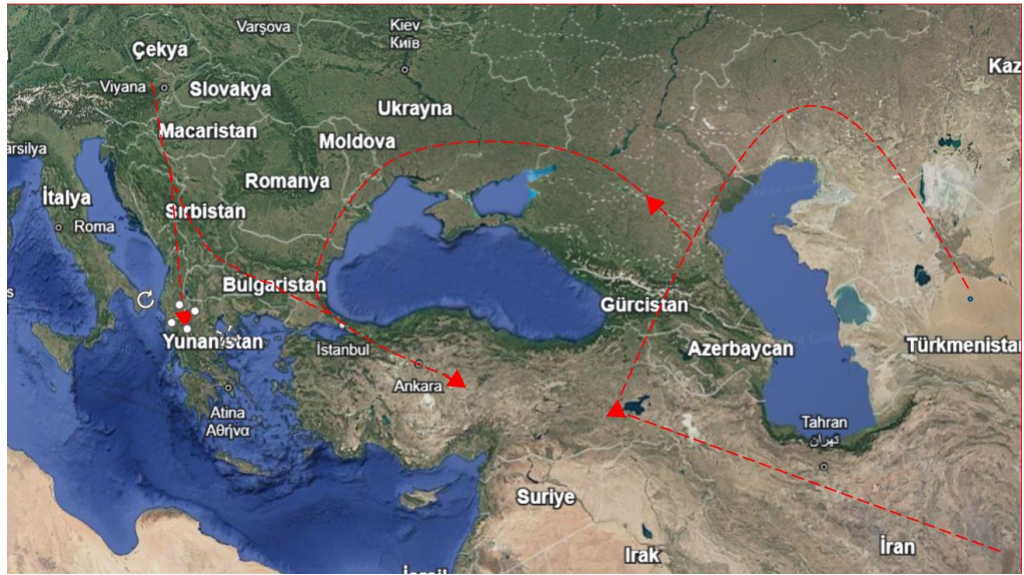 Varşova
Kiev
Київ
Çekya
Kaz
Viyana
Slovakya
Ukrayna
Macaristan
Moldova
arsilya
Romanya
İtalya
Sırbistan
Roma
Bulgaristan
Gürcistan
s
Yunanistan
İstanbul
Azerbaycan
Türkmenistan
Ankara
Atina
Αθήνα
Tahran
تهران
Suriye
Irak
İran
İsrail